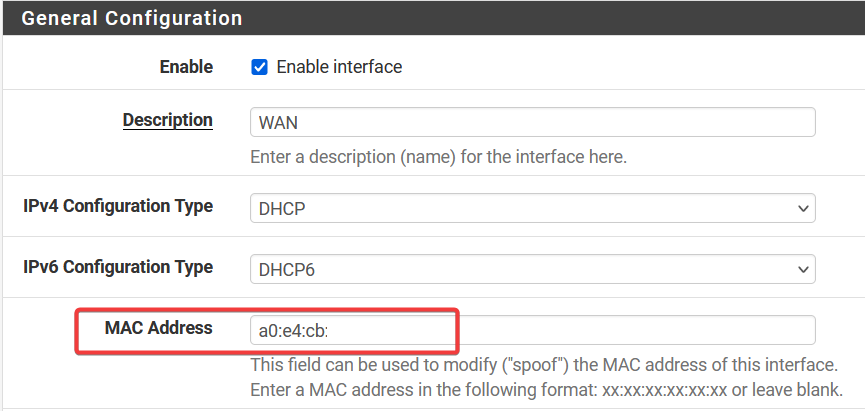 General Configuration
Enable Enable interface
Description WAN
Enter a description (name) for the interface here.
IPv4 Configuration Type DHCP
IPv6 Configuration Type DHCP6
MAC Address a0:e4:cb:
This field can be used to modify ("spoof") the MAC address of this interface.
Enter a MAC address in the following format: xx:xx:xx:xx:xx:xx or leave blank.